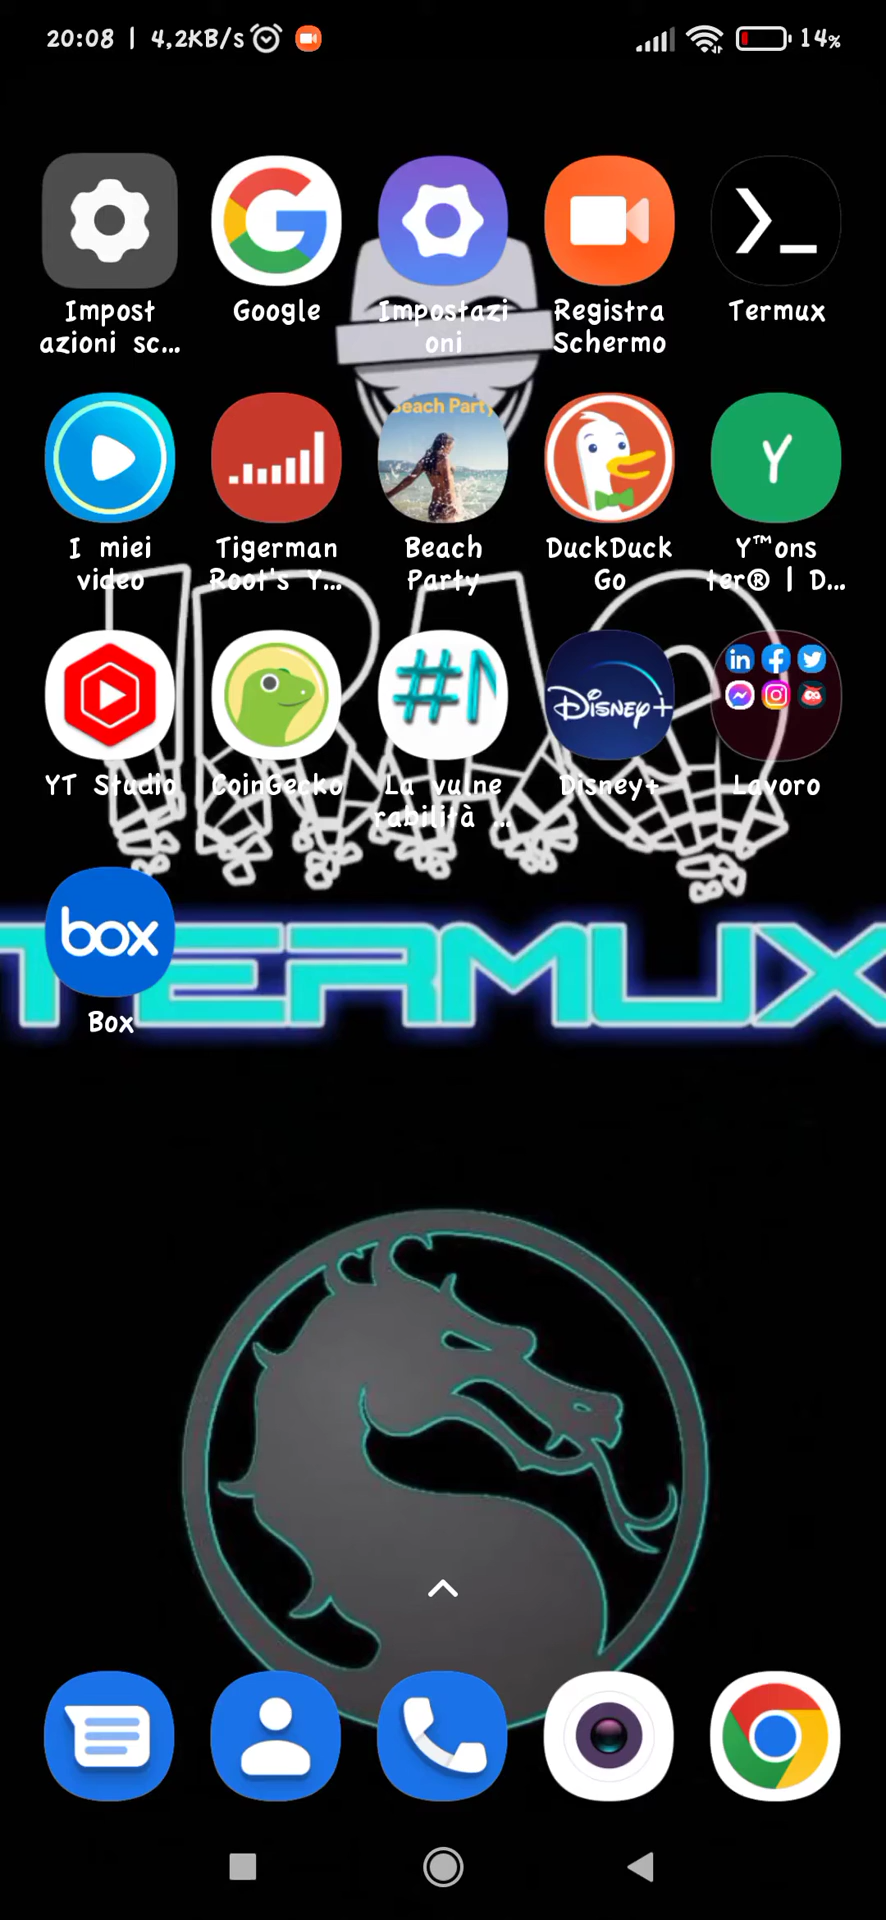 20:08 | 4,2KB/s 14%
Impost
azioni sc...
Google
Impostazi
oni
Registra
Schermo
Termux
Beach Party
I miei
video
Tigerman
Root's Y...
Beach
Party
DuckDuck
Go
Y
Y™ons
ter® | D...
#N
Disney+
in
YT Studio
CoinGecko
La vulne
rabilità ...
Disney+
Lavoro
box
TERMUX
Box